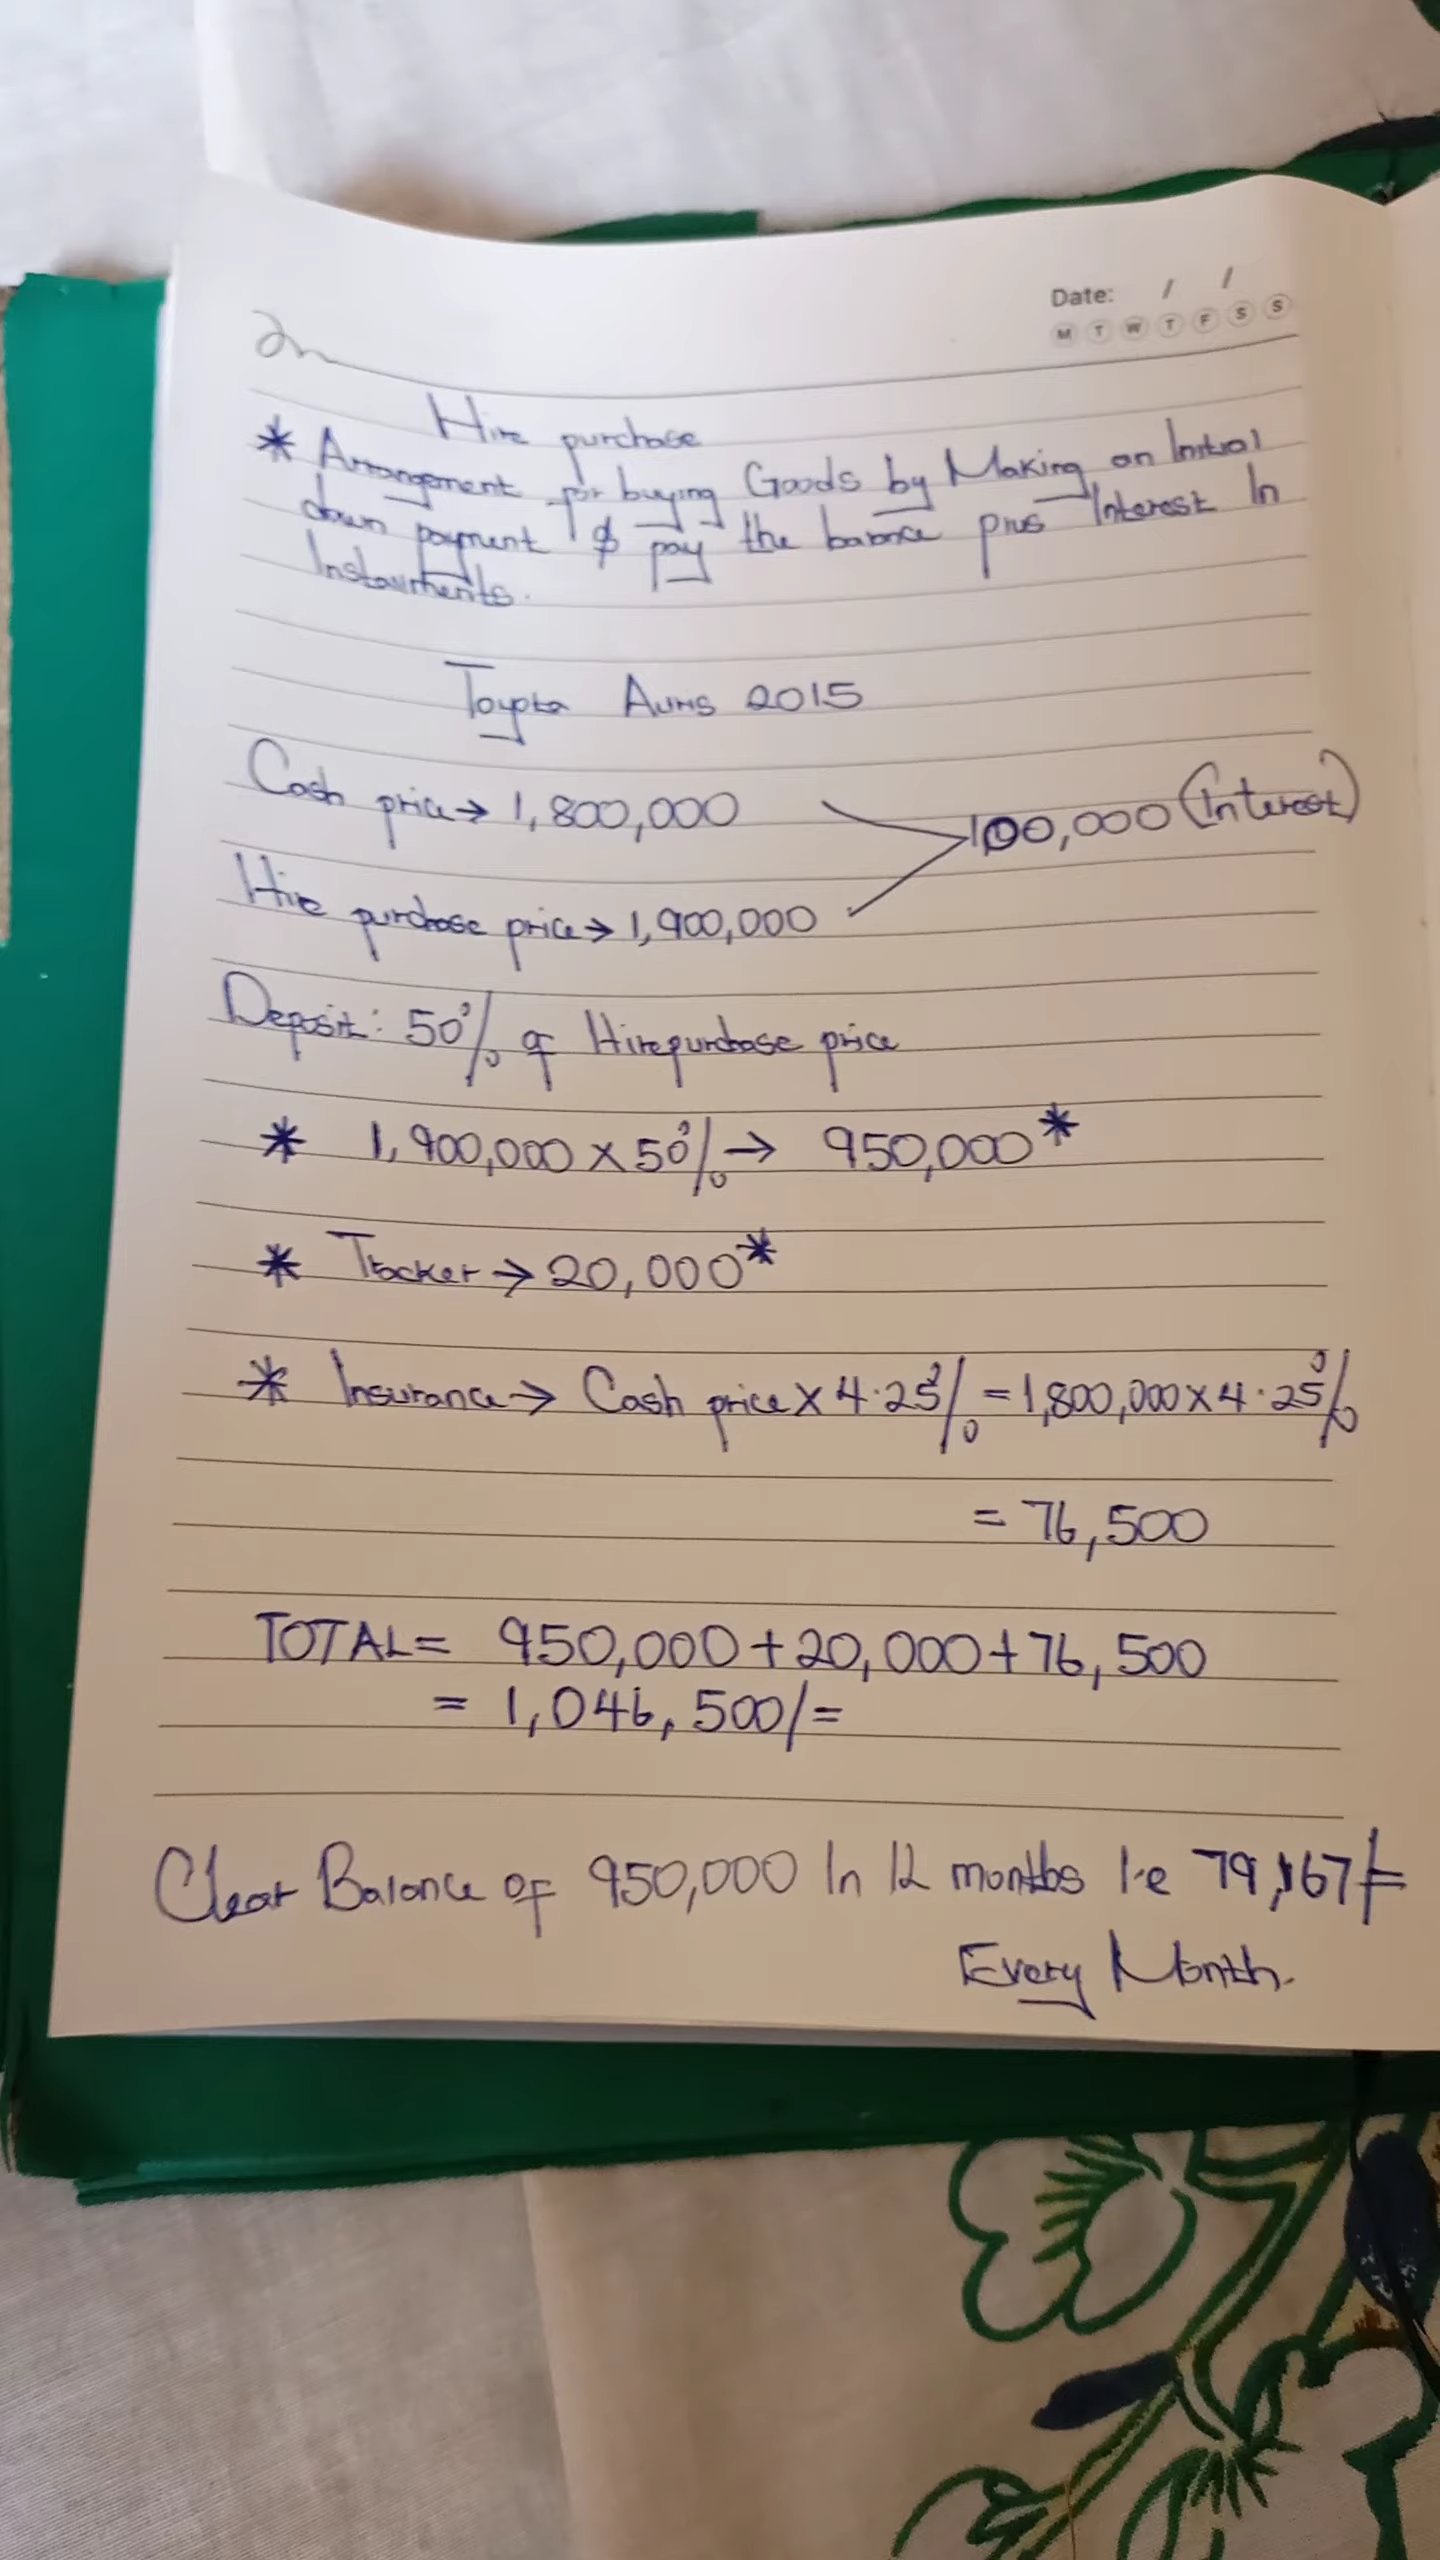 Date: / /
M T W T F S S
Hire purchase
* Arrangement for buying Goods by Making an Initial
down payment & pay the balance plus Interest In
Instalments.
Toyota Auris 2015
Cash price → 1,800,000
100,000 (Interest)
Hire purchase price → 1,900,000
Deposit: 50% of Hirepurchase price
* 1,900,000 x 50% → 950,000*
* Tracker → 20,000*
* Insurance → Cash price x 4.25% = 1,800,000 x 4.25%
= 76,500
TOTAL = 950,000 + 20,000 + 76,500
= 1,046,500/=
Clear Balance of 950,000 In 12 months i.e 79,167/=
Every Month.